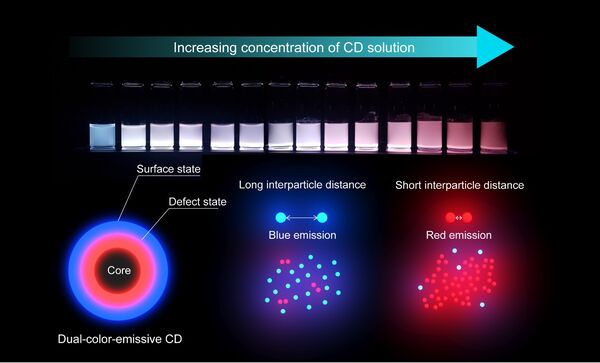 Increasing concentration of CD solution
Surface state
Defect state
Core
Dual-color-emissive CD
Long interparticle distance
Blue emission
Short interparticle distance
Red emission